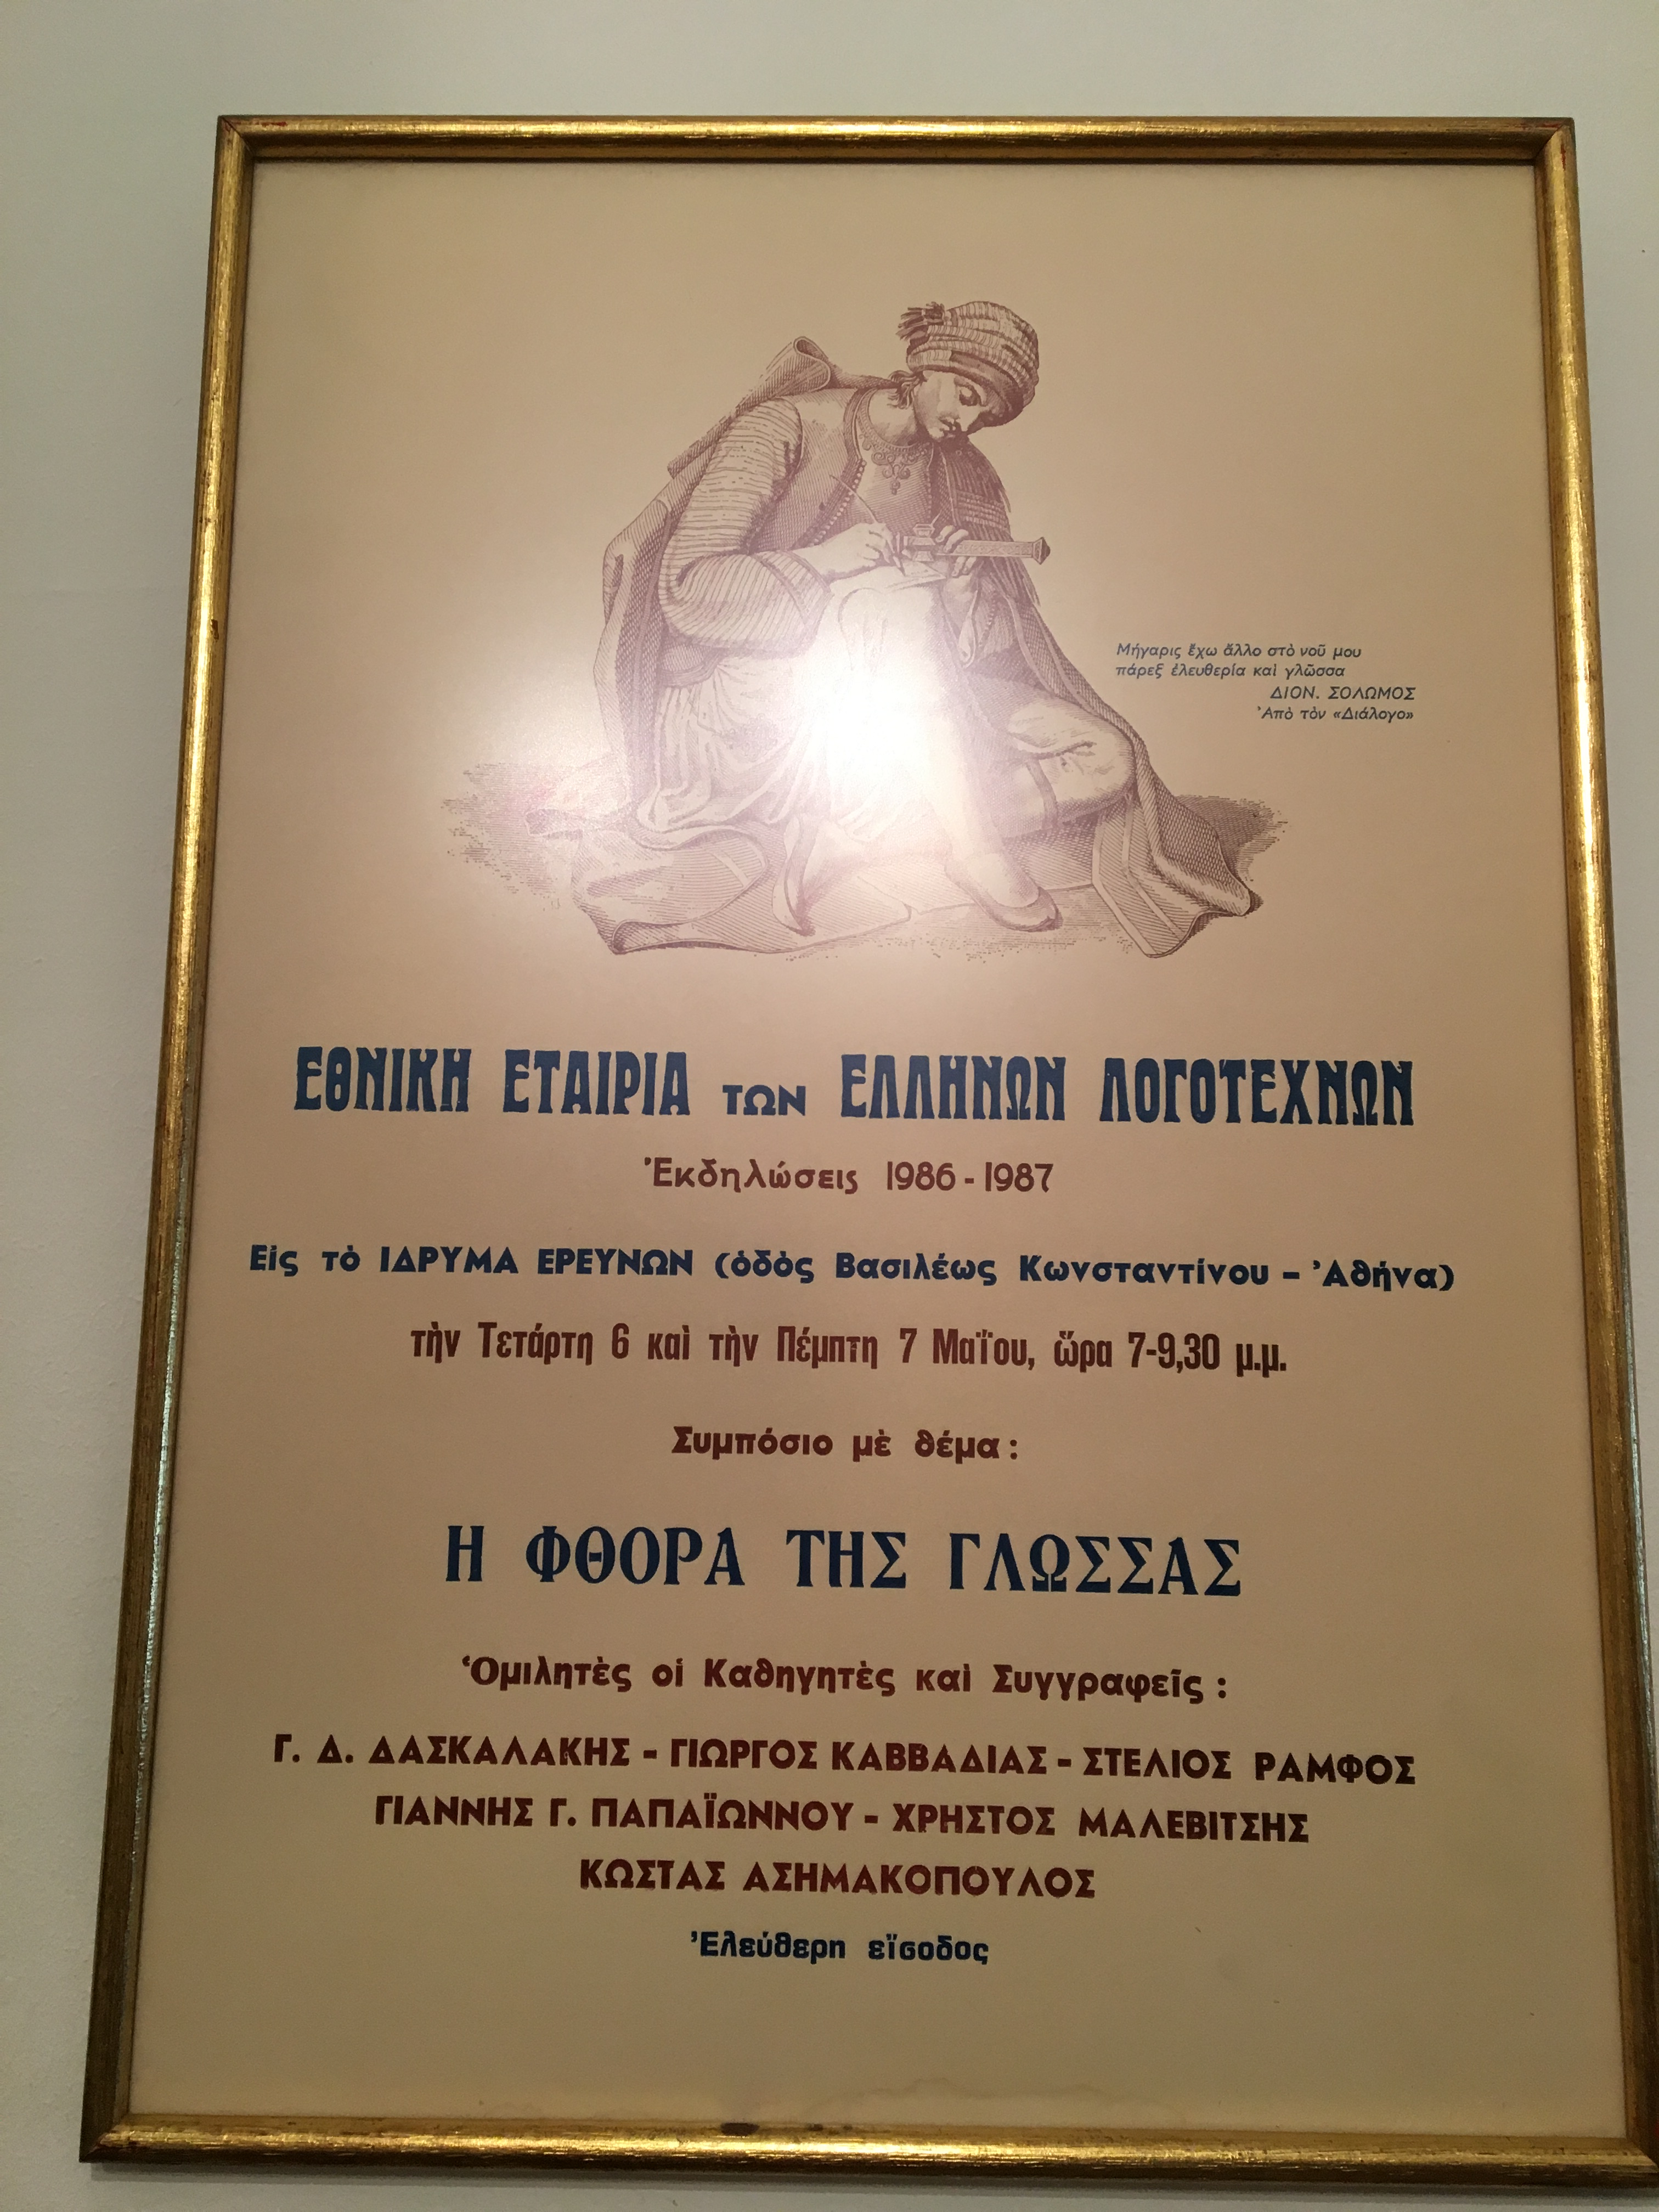 Μήγαρις ἔχω ἄλλο στὸ νοῦ μου
πάρεξ ἐλευθερία καὶ γλῶσσα
ΔΙΟΝ. ΣΟΛΩΜΟΣ
Ἀπὸ τὸν «Διάλογο»
ΕΘΝΙΚΗ ΕΤΑΙΡΙΑ ΤΩΝ ΕΛΛΗΝΩΝ ΛΟΓΟΤΕΧΝΩΝ
Ἐκδηλώσεις 1986 - 1987
Εἰς τὸ ΙΔΡΥΜΑ ΕΡΕΥΝΩΝ (ὁδὸς Βασιλέως Κωνσταντίνου – Ἀθήνα)
τὴν Τετάρτη 6 καὶ τὴν Πέμπτη 7 Μαΐου, ὥρα 7-9,30 μ.μ.
Συμπόσιο μὲ θέμα :
Η ΦΘΟΡΑ ΤΗΣ ΓΛΩΣΣΑΣ
Ὁμιλητὲς οἱ Καθηγητὲς καὶ Συγγραφεῖς :
Γ. Δ. ΔΑΣΚΑΛΑΚΗΣ - ΓΙΩΡΓΟΣ ΚΑΒΒΑΔΙΑΣ - ΣΤΕΛΙΟΣ ΡΑΜΦΟΣ
ΓΙΑΝΝΗΣ Γ. ΠΑΠΑΪΩΝΝΟΥ - ΧΡΗΣΤΟΣ ΜΑΛΕΒΙΤΣΗΣ
ΚΩΣΤΑΣ ΑΣΗΜΑΚΟΠΟΥΛΟΣ
Ἐλεύθερη εἴσοδος